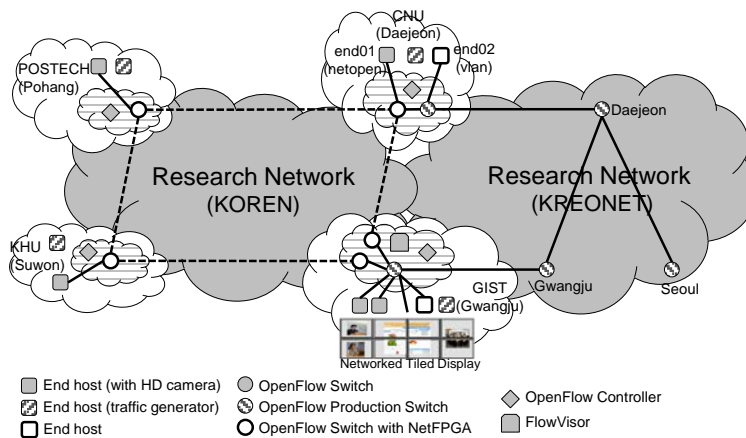 CNU
(Daejeon)
end01
(netopen)
end02
(vlan)
POSTECH
(Pohang)
Daejeon
Research Network
(KOREN)
Research Network
(KREONET)
KHU
(Suwon)
GIST
(Gwangju)
Gwangju
Seoul
Networked Tiled Display
End host (with HD camera)
End host (traffic generator)
End host
OpenFlow Switch
OpenFlow Production Switch
OpenFlow Switch with NetFPGA
OpenFlow Controller
FlowVisor